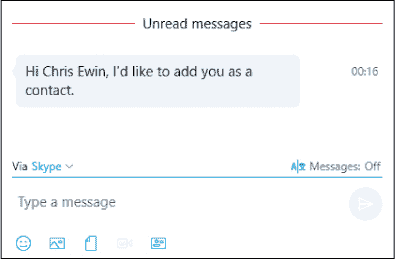 Unread messages
Hi Chris Ewin, I'd like to add you as a
contact.
00:16
Via Skype
Messages: Off
Type a message